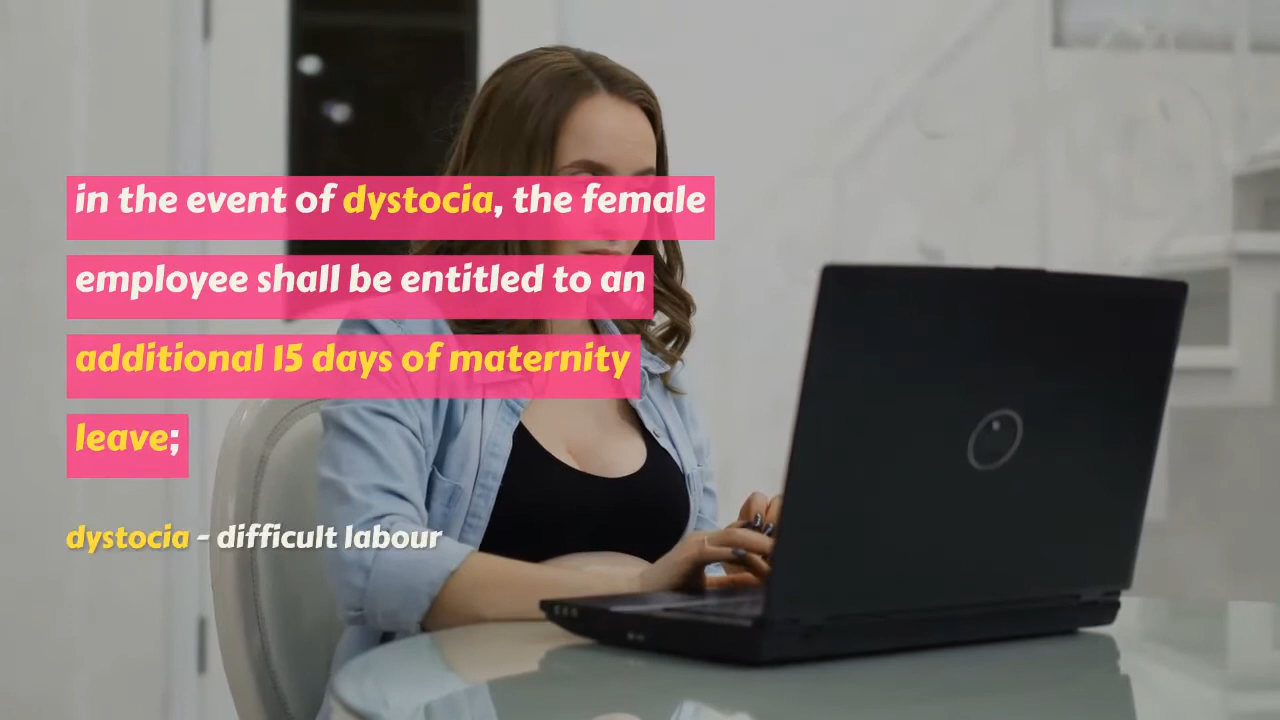 in the event of dystocia, the female
employee shall be entitled to an
additional 15 days of maternity
leave;
dystocia - difficult labour